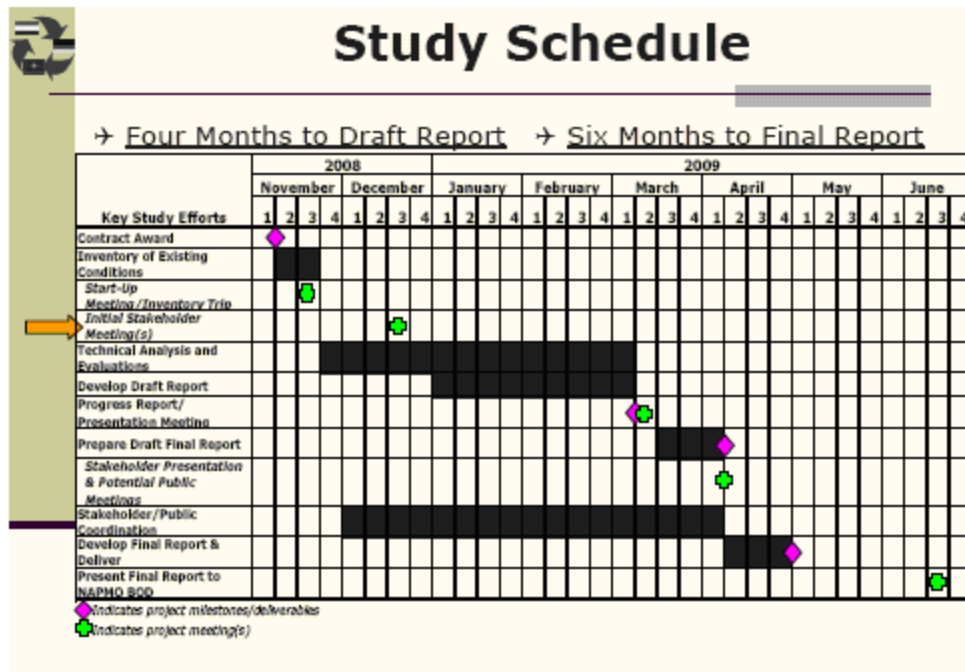 Study Schedule
✈ Four Months to Draft Report ✈ Six Months to Final Report
2008 2009
November December January February March April May June
Key Study Efforts 1 2 3 4 1 2 3 4 1 2 3 4 1 2 3 4 1 2 3 4 1 2 3 4 1 2 3 4 1 2 3 4
Contract Award
Inventory of Existing
Conditions
Start-Up
Meeting/Inventory Trip
Initial Stakeholder
Meeting(s)
Technical Analysis and
Evaluations
Develop Draft Report
Progress Report/
Presentation Meeting
Prepare Draft Final Report
Stakeholder Presentation
& Potential Public
Meetings
Stakeholder/Public
Coordination
Develop Final Report &
Deliver
Present Final Report to
NAPMO BOD
Indicates project milestones/deliverables
Indicates project meeting(s)